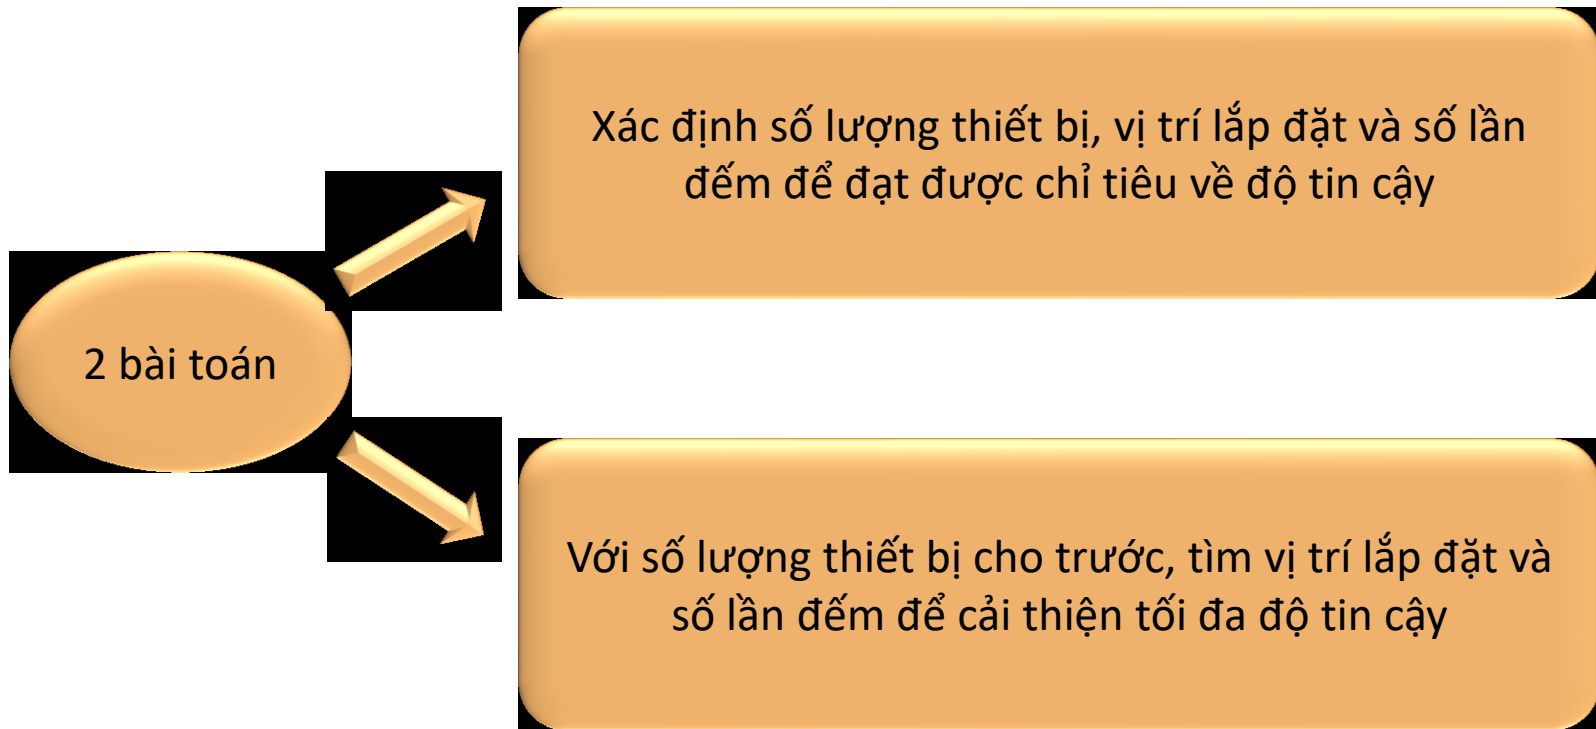 Xác định số lượng thiết bị, vị trí lắp đặt và số lần
đếm để đạt được chỉ tiêu về độ tin cậy
2 bài toán
Với số lượng thiết bị cho trước, tìm vị trí lắp đặt và
số lần đếm để cải thiện tối đa độ tin cậy